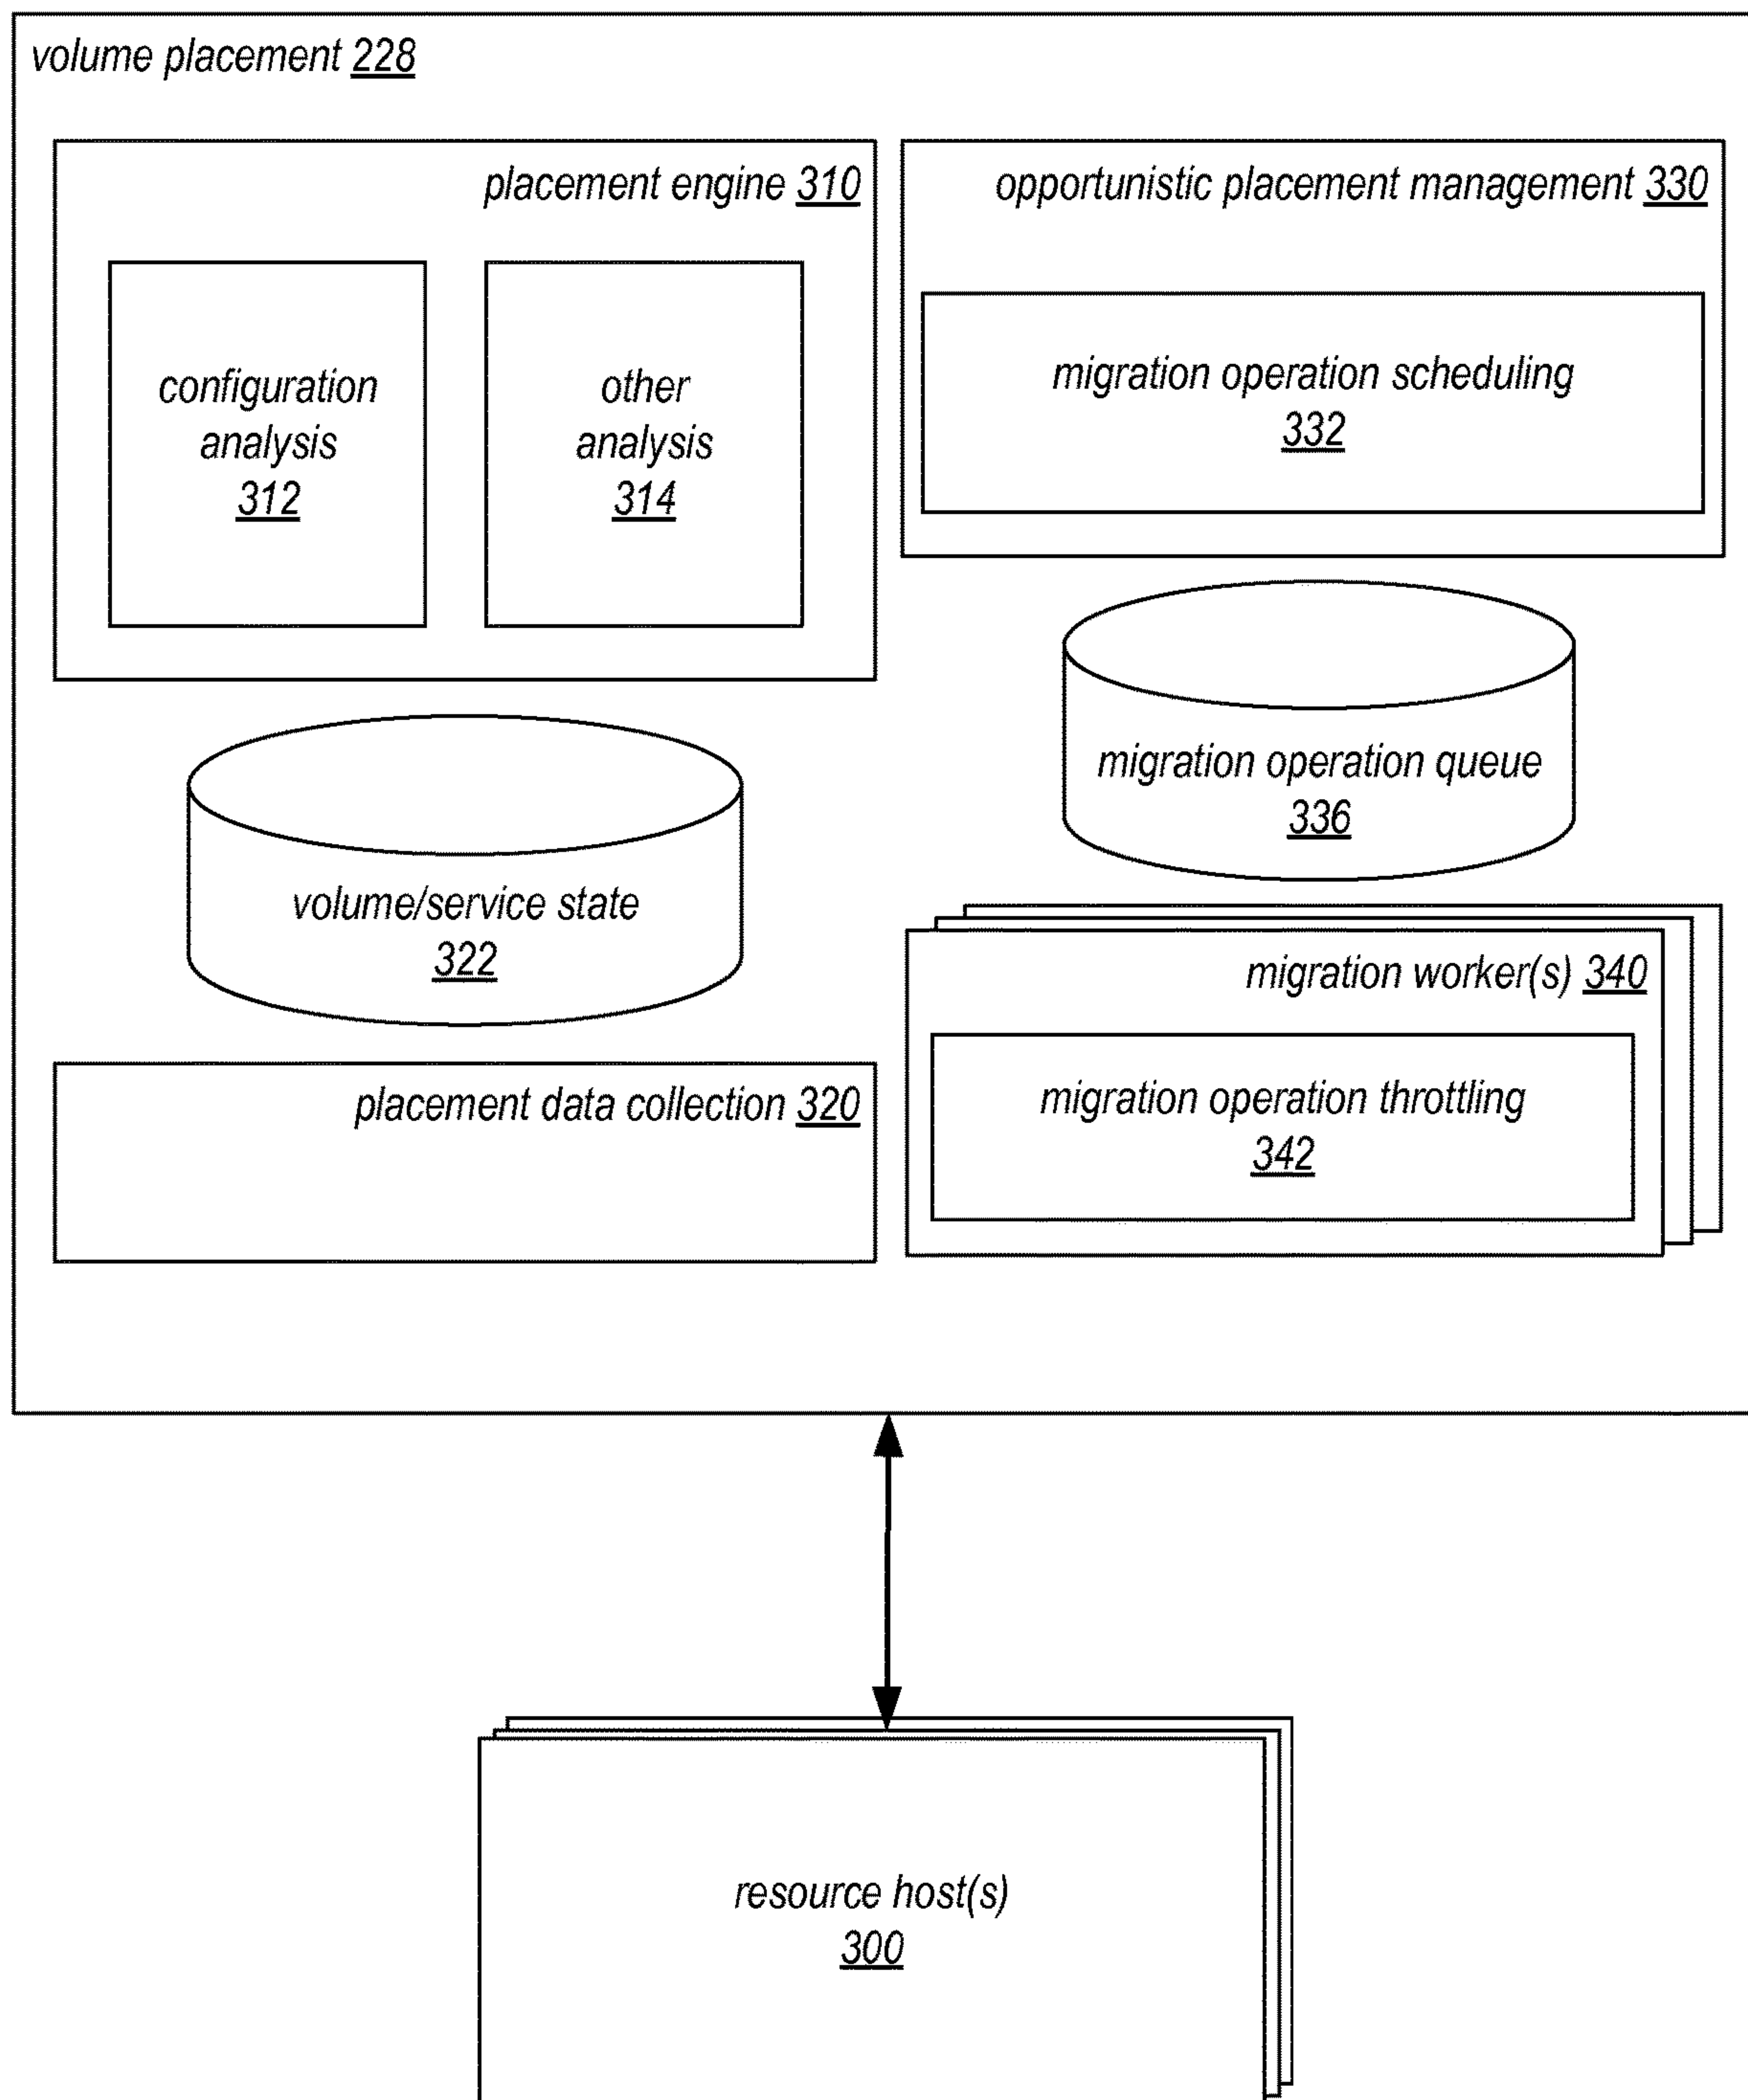 volume placement 228
placement engine 310
configuration
analysis
312
other
analysis
314
opportunistic placement management 330
migration operation scheduling
332
migration operation queue
336
volume/service state
322
migration worker(s) 340
migration operation throttling
342
placement data collection 320
resource host(s)
300